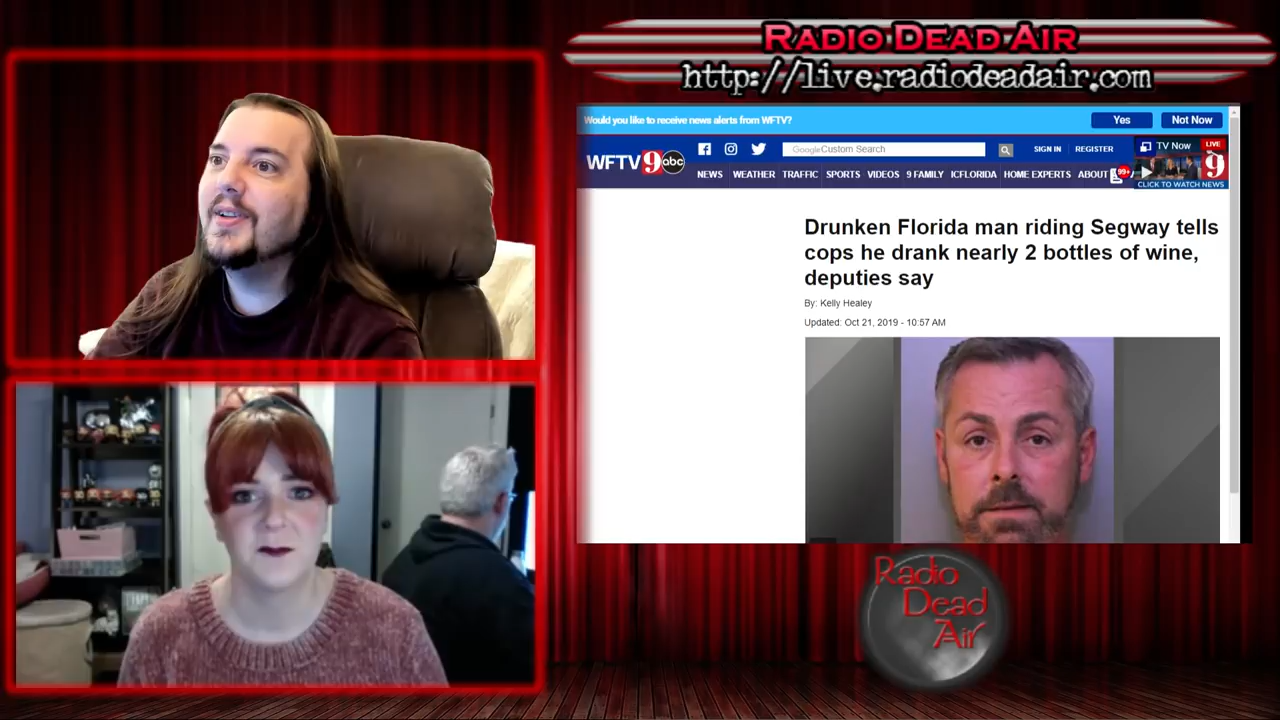 Radio Dead Air
http://live.radiodeadair.com
Would you like to receive news alerts from WFTV?
Yes
Not Now
WFTV 9 abc
GoogleCustom Search
SIGN IN
REGISTER
TV Now
LIVE
9
CLICK TO WATCH NEWS
NEWS
WEATHER
TRAFFIC
SPORTS
VIDEOS
9 FAMILY
ICFLORIDA
HOME EXPERTS
ABOUT
99+
Drunken Florida man riding Segway tells
cops he drank nearly 2 bottles of wine,
deputies say
By: Kelly Healey
Updated: Oct 21, 2019 - 10:57 AM
Radio
Dead
Air